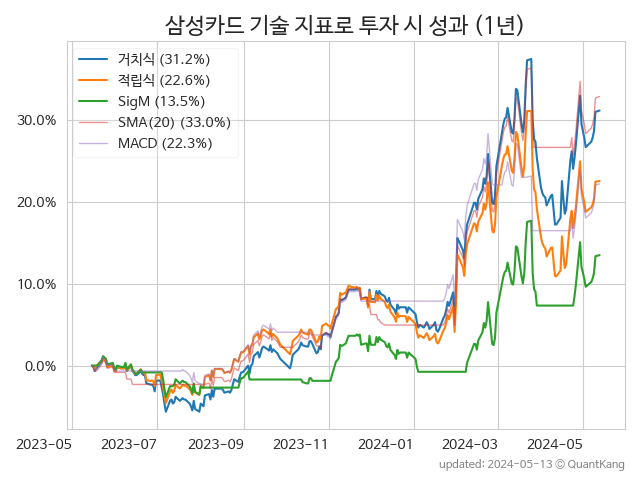 삼성카드 기술 지표로 투자 시 성과 (1년)
거치식 (31.2%)
적립식 (22.6%)
SigM (13.5%)
SMA(20) (33.0%)
MACD (22.3%)
30.0%
20.0%
10.0%
0.0%
2023-05 2023-07 2023-09 2023-11 2024-01 2024-03 2024-05
updated: 2024-05-13 ⓒ QuantKang